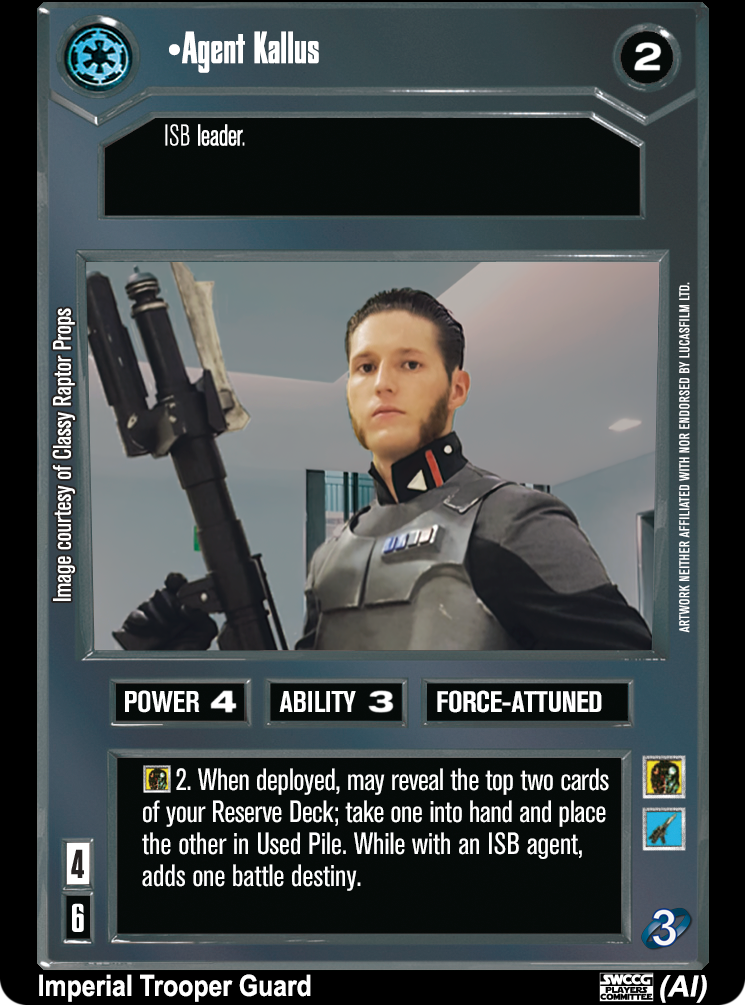 •Agent Kallus
2
ISB leader.
Image courtesy of Classy Raptor Props
ARTWORK NEITHER AFFILIATED WITH NOR ENDORSED BY LUCASFILM LTD.
POWER 4
ABILITY 3
FORCE-ATTUNED
2. When deployed, may reveal the top two cards
of your Reserve Deck; take one into hand and place
the other in Used Pile. While with an ISB agent,
adds one battle destiny.
4
6
3
Imperial Trooper Guard
SWCCG
PLAYERS
COMMITTEE
(AI)